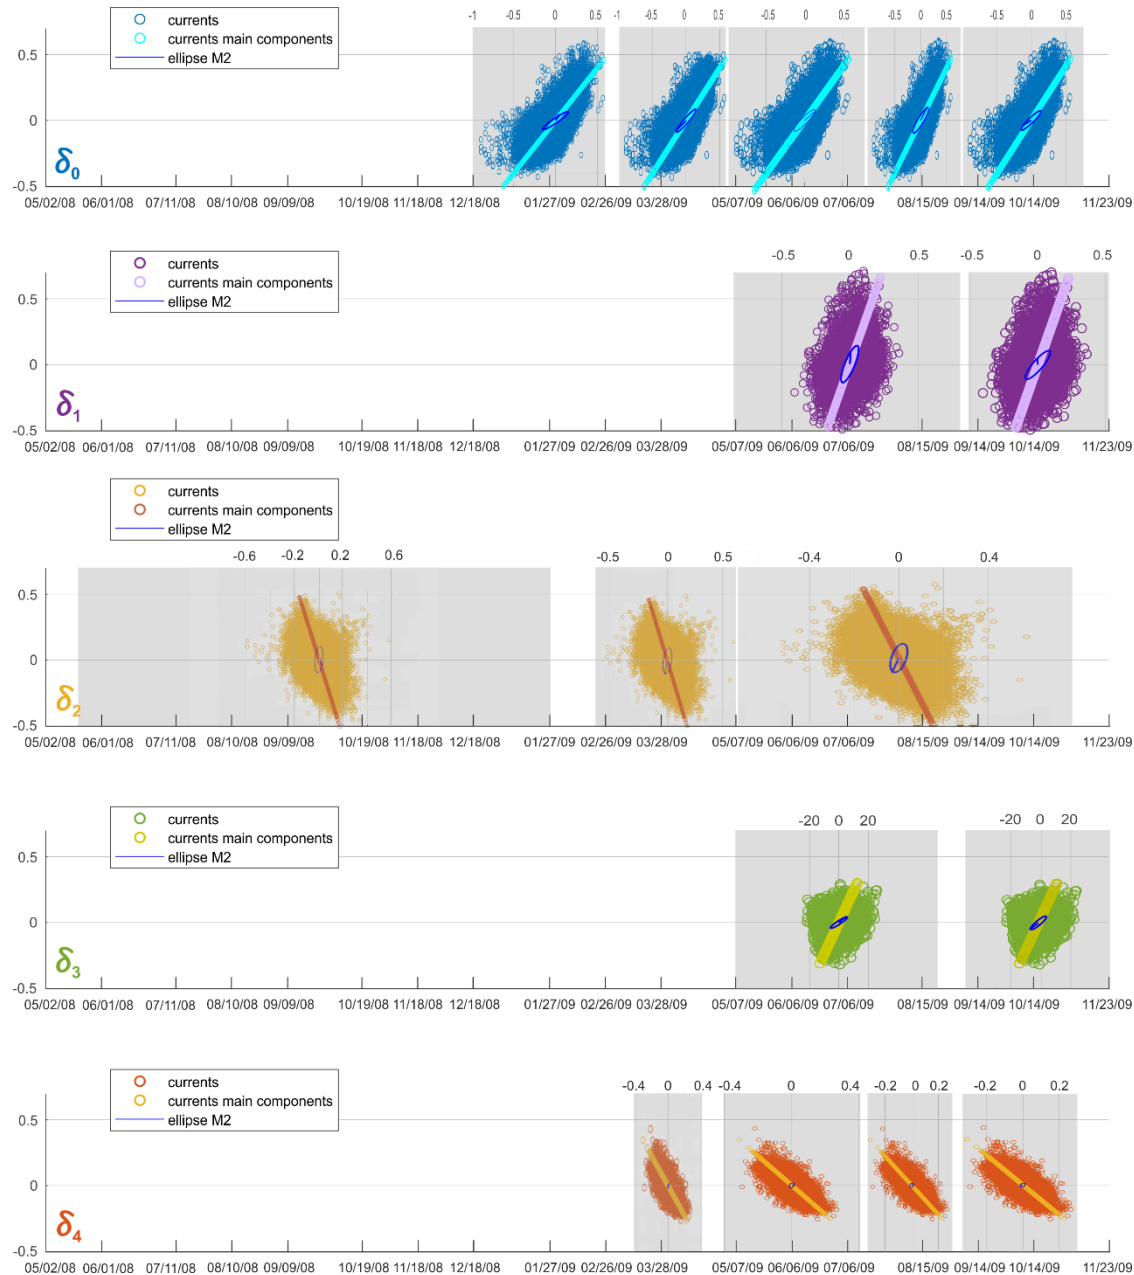 -1 -0.5 0 0.5 -1 -0.5 0 0.5 -0.5 0 0.5 -0.5 0 0.5 -0.5 0 0.5
currents
currents main components
ellipse M2
0.5
0
δ0
-0.5
05/02/08 06/01/08 07/11/08 08/10/08 09/09/08 10/19/08 11/18/08 12/18/08 01/27/09 02/26/09 03/28/09 05/07/09 06/06/09 07/06/09 08/15/09 09/14/09 10/14/09 11/23/09
-0.5 0 0.5 -0.5 0 0.5
currents
currents main components
ellipse M2
0.5
0
δ1
-0.5
05/02/08 06/01/08 07/11/08 08/10/08 09/09/08 10/19/08 11/18/08 12/18/08 01/27/09 02/26/09 03/28/09 05/07/09 06/06/09 07/06/09 08/15/09 09/14/09 10/14/09 11/23/09
currents
currents main components
ellipse M2
-0.6 -0.2 0.2 0.6 -0.5 0 0.5 -0.4 0 0.4
0.5
0
δ2
-0.5
05/02/08 06/01/08 07/11/08 08/10/08 09/09/08 10/19/08 11/18/08 12/18/08 01/27/09 02/26/09 03/28/09 05/07/09 06/06/09 07/06/09 08/15/09 09/14/09 10/14/09 11/23/09
currents
currents main components
ellipse M2
-20 0 20 -20 0 20
0.5
0
δ3
-0.5
05/02/08 06/01/08 07/11/08 08/10/08 09/09/08 10/19/08 11/18/08 12/18/08 01/27/09 02/26/09 03/28/09 05/07/09 06/06/09 07/06/09 08/15/09 09/14/09 10/14/09 11/23/09
currents
currents main components
ellipse M2
-0.4 0 0.4 -0.4 0 0.4 -0.2 0 0.2 -0.2 0 0.2
0.5
0
δ4
-0.5
05/02/08 06/01/08 07/11/08 08/10/08 09/09/08 10/19/08 11/18/08 12/18/08 01/27/09 02/26/09 03/28/09 05/07/09 06/06/09 07/06/09 08/15/09 09/14/09 10/14/09 11/23/09